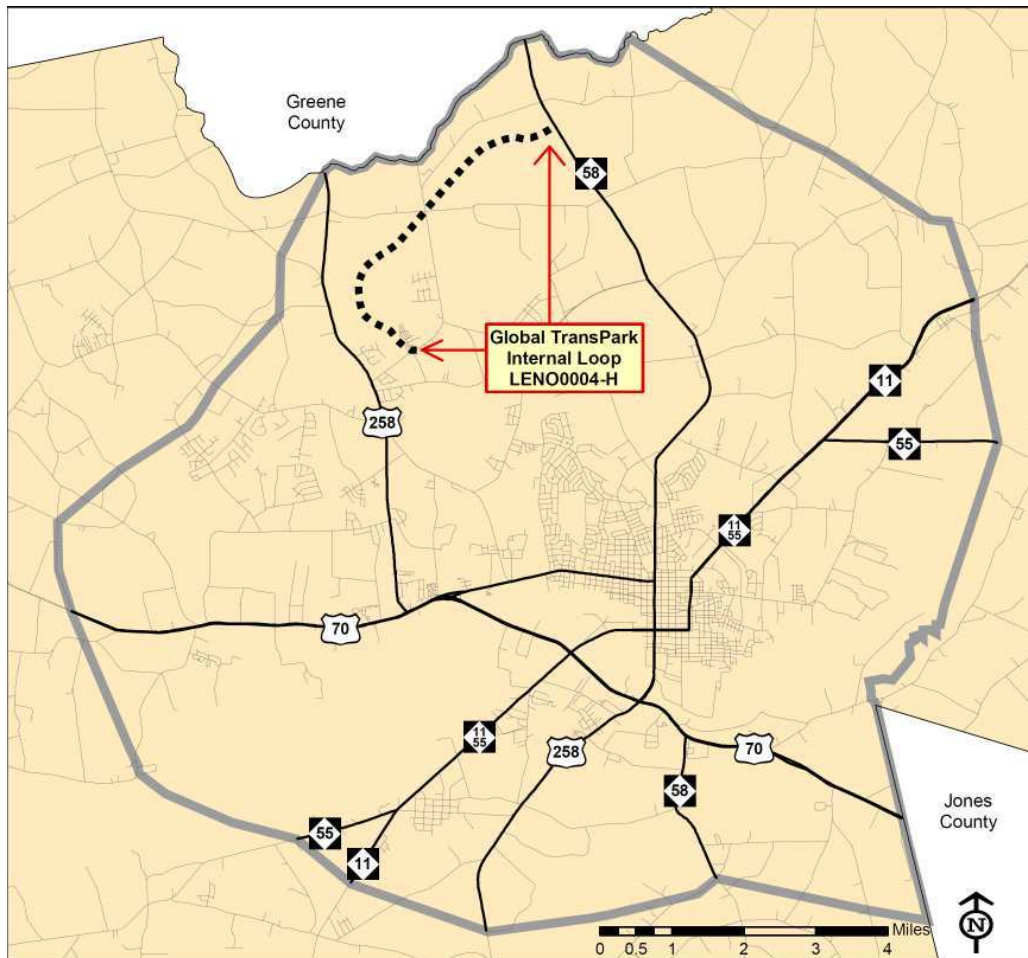 Greene
County
58
Global TransPark
Internal Loop
LENO0004-H
11
258
55
11
55
70
11
55
258
70
58
Jones
County
55
11
N
Miles
0 0.5 1 2 3 4